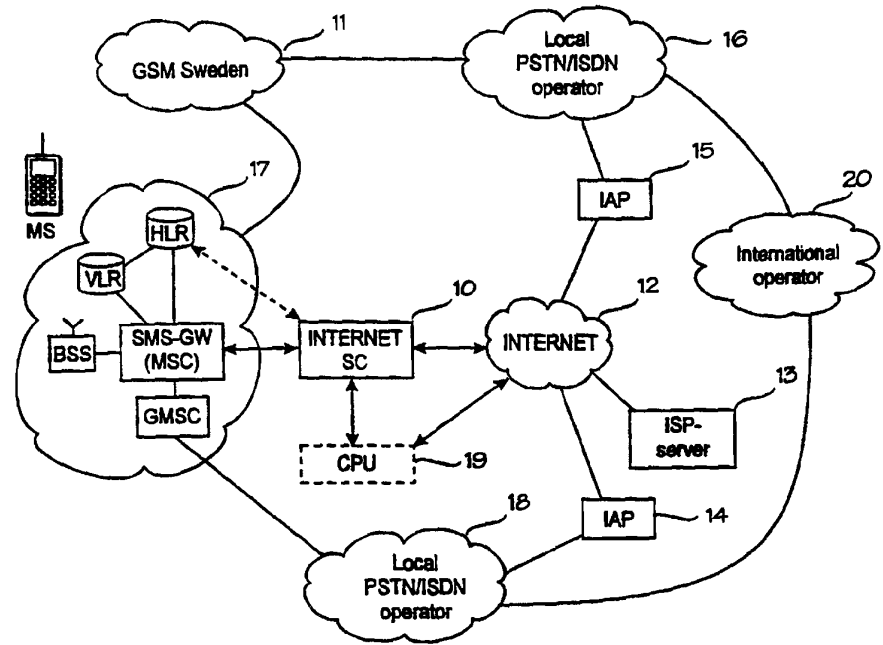 11
GSM Sweden
Local
PSTN/ISDN
operator
16
MS
17
HLR
VLR
BSS
SMS-GW
(MSC)
GMSC
15
IAP
20
International
operator
10
INTERNET
SC
12
INTERNET
13
ISP-
server
CPU
19
18
IAP
14
Local
PSTN/ISDN
operator